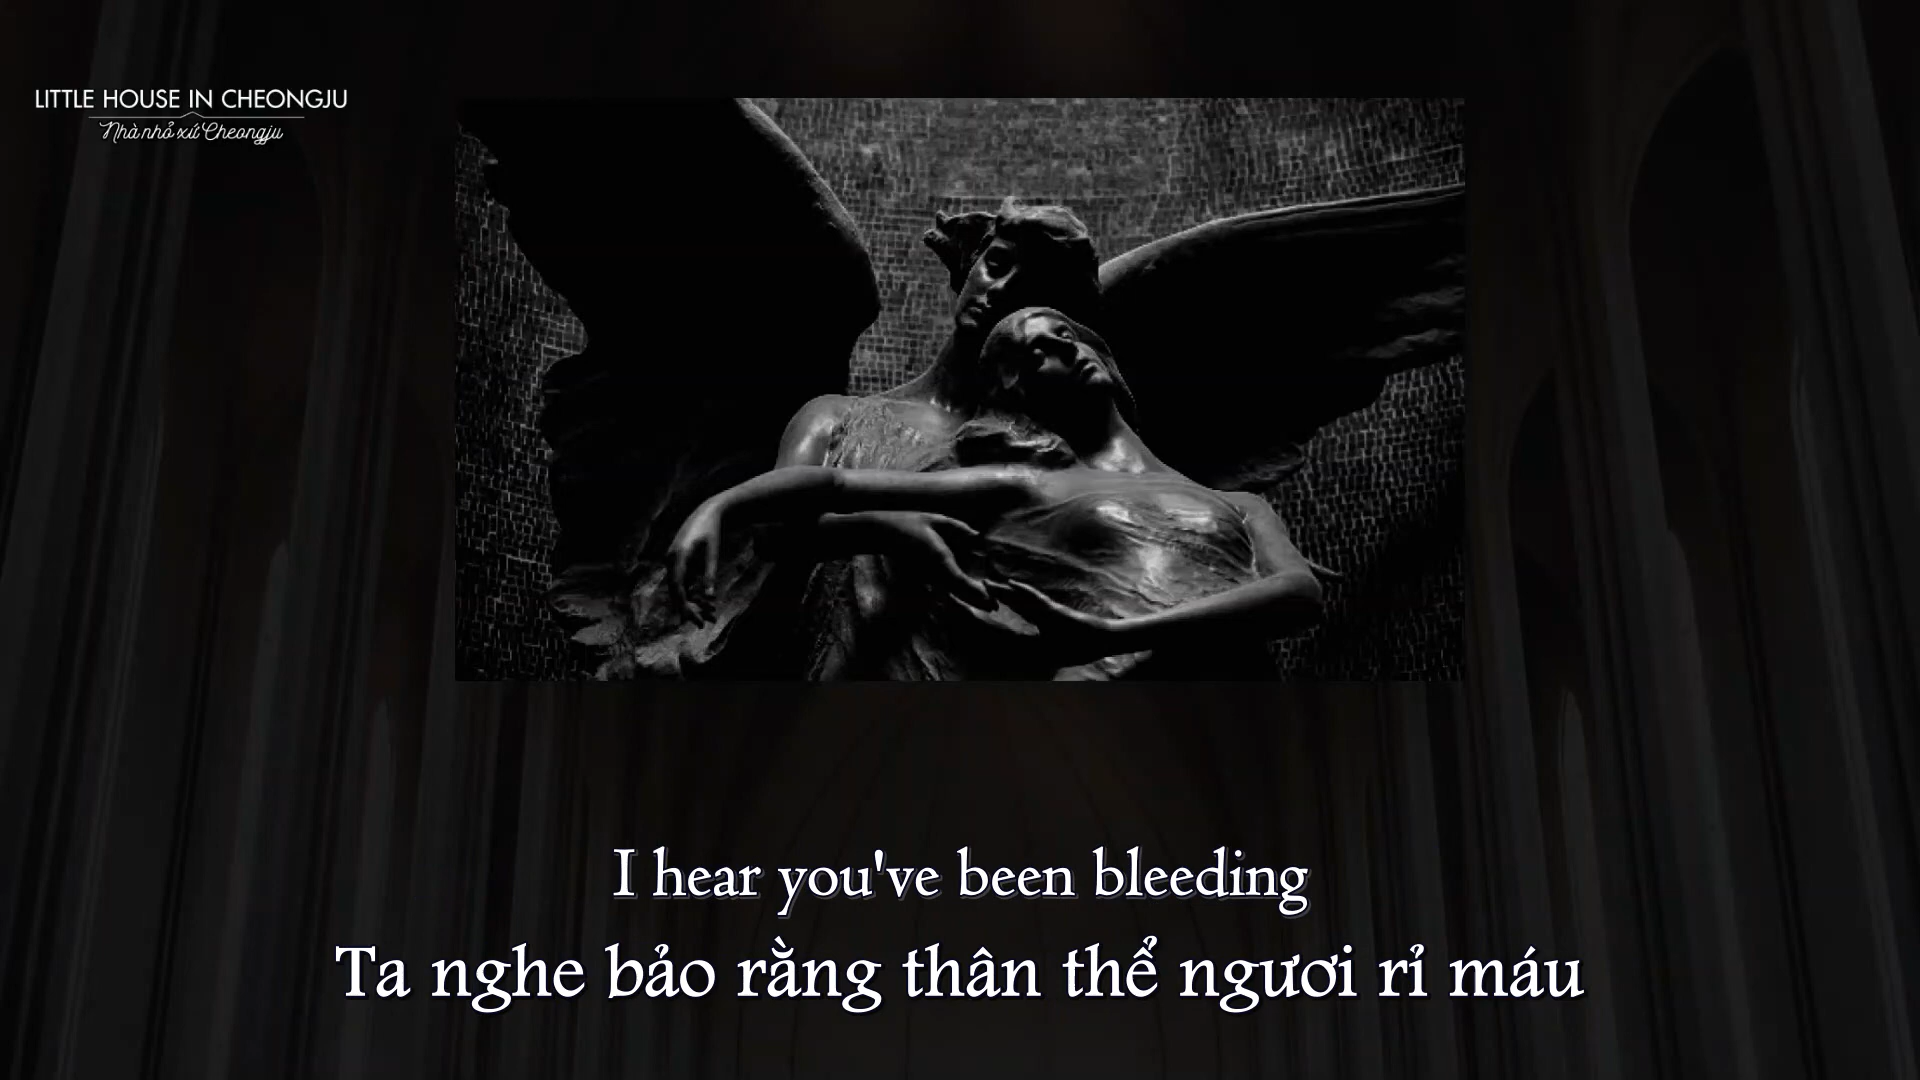 LITTLE HOUSE IN CHEONGJU
Nhà nhỏ xứ Cheongju
I hear you've been bleeding
Ta nghe bảo rằng thân thể ngươi rỉ máu